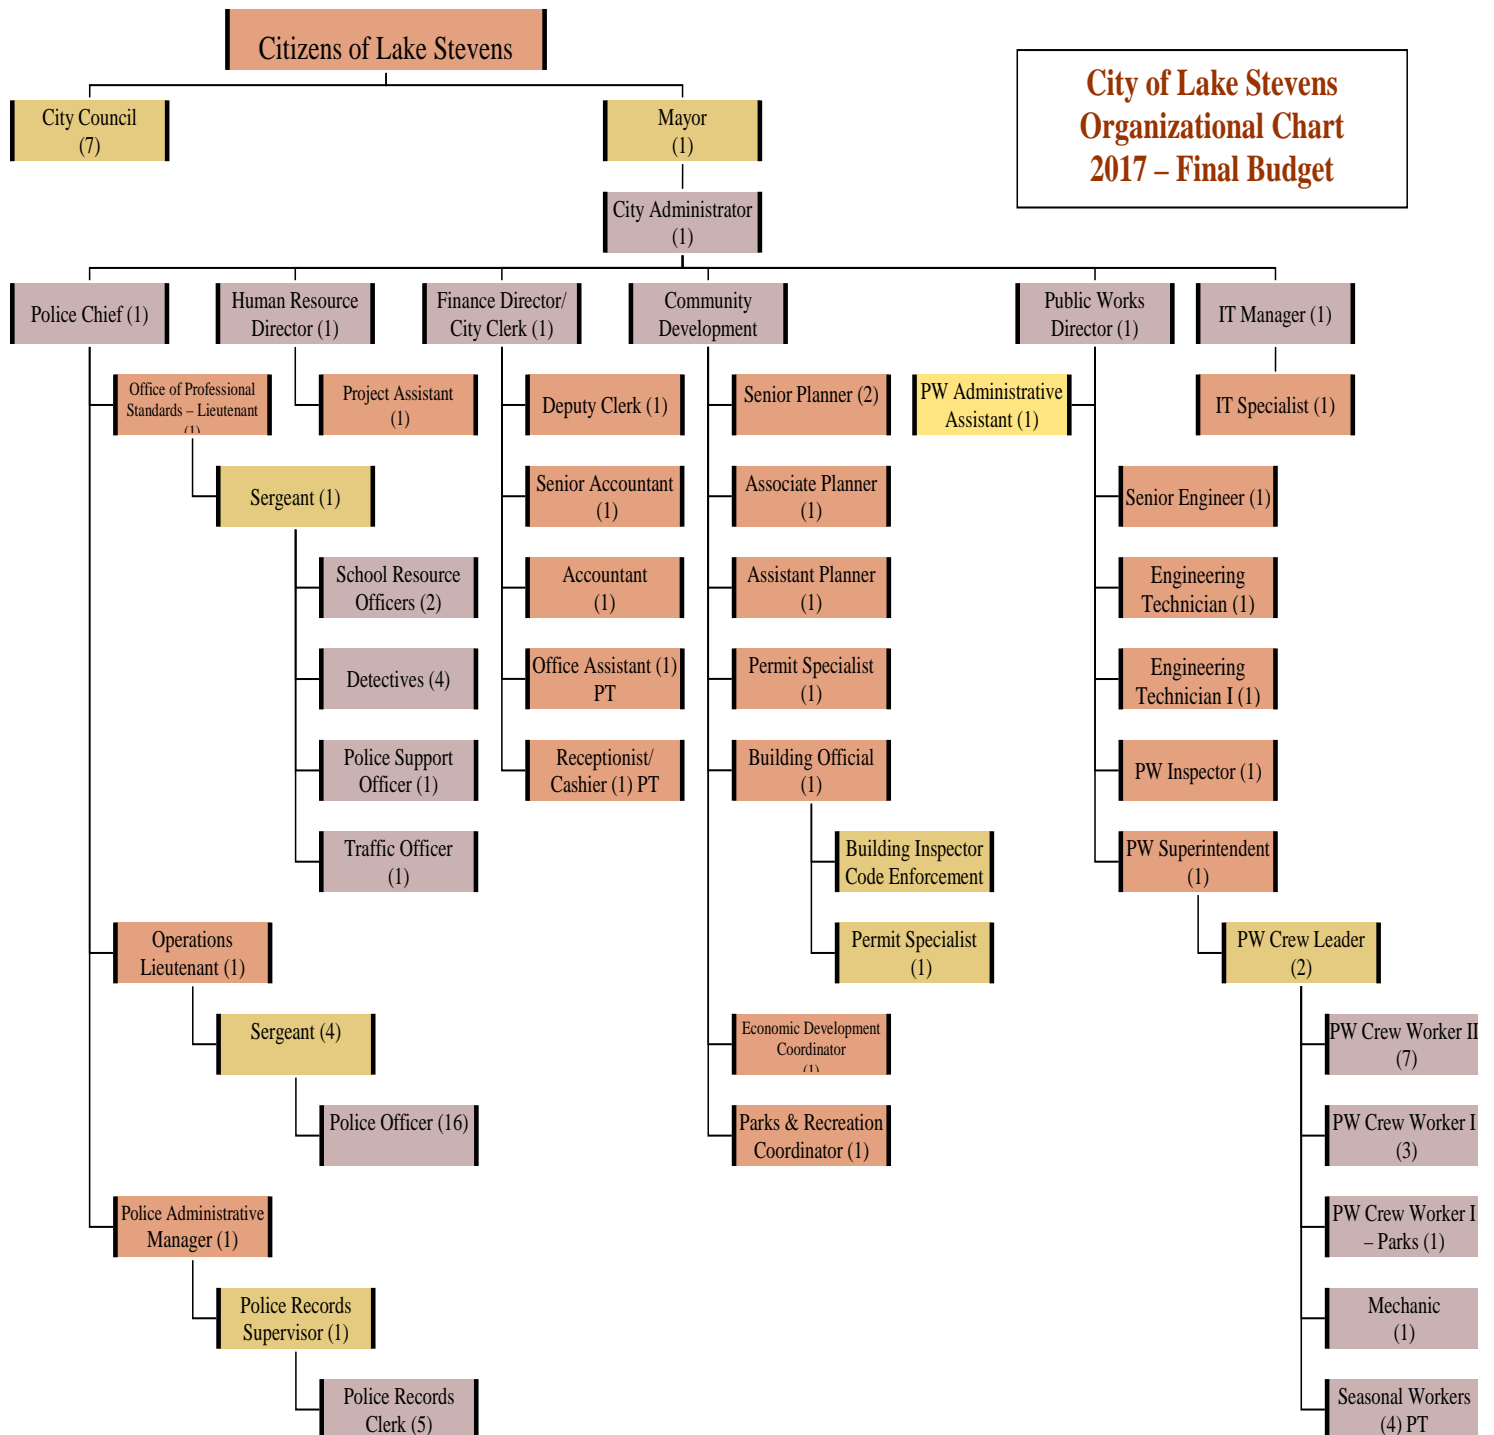 Citizens of Lake Stevens
City of Lake Stevens
Organizational Chart
2017 – Final Budget
City Council
(7)
Mayor
(1)
City Administrator
(1)
Police Chief (1)
Human Resource
Director (1)
Finance Director/
City Clerk (1)
Community
Development
Public Works
Director (1)
IT Manager (1)
Office of Professional
Standards – Lieutenant
(1)
Project Assistant
(1)
Deputy Clerk (1)
Senior Planner (2)
PW Administrative
Assistant (1)
IT Specialist (1)
Sergeant (1)
Senior Accountant
(1)
Associate Planner
(1)
Senior Engineer (1)
School Resource
Officers (2)
Accountant
(1)
Assistant Planner
(1)
Engineering
Technician (1)
Detectives (4)
Office Assistant (1)
PT
Permit Specialist
(1)
Engineering
Technician I (1)
Police Support
Officer (1)
Receptionist/
Cashier (1) PT
Building Official
(1)
PW Inspector (1)
Traffic Officer
(1)
Building Inspector
Code Enforcement
PW Superintendent
(1)
Operations
Lieutenant (1)
Permit Specialist
(1)
PW Crew Leader
(2)
Sergeant (4)
Economic Development
Coordinator
(1)
PW Crew Worker II
(7)
Police Officer (16)
Parks & Recreation
Coordinator (1)
PW Crew Worker I
(3)
Police Administrative
Manager (1)
PW Crew Worker I
– Parks (1)
Police Records
Supervisor (1)
Mechanic
(1)
Police Records
Clerk (5)
Seasonal Workers
(4) PT